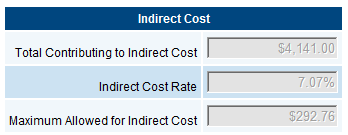 Indirect Cost
Total Contributing to Indirect Cost $4,141.00
Indirect Cost Rate 7.07%
Maximum Allowed for Indirect Cost $292.76